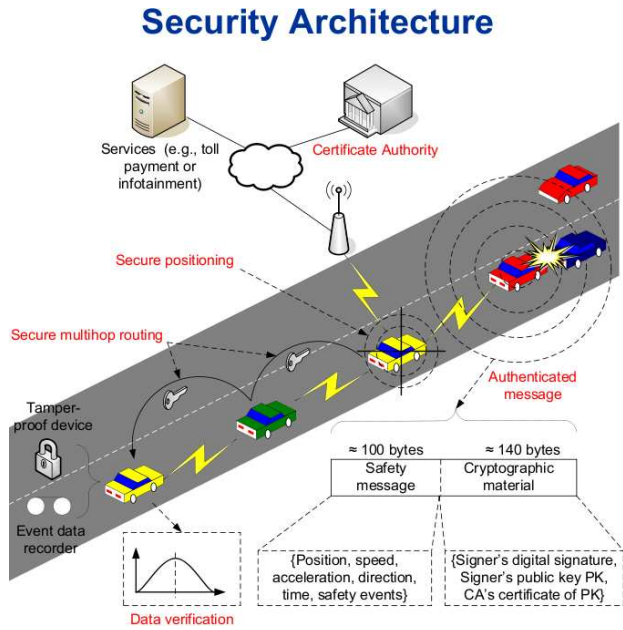 Security Architecture
Services (e.g., toll
payment or
infotainment)
Certificate Authority
Secure positioning
Secure multihop routing
Authenticated
message
Tamper-
proof device
≈ 100 bytes
≈ 140 bytes
Safety
message
Cryptographic
material
Event data
recorder
{Position, speed,
acceleration, direction,
time, safety events}
{Signer's digital signature,
Signer's public key PK,
CA's certificate of PK}
Data verification